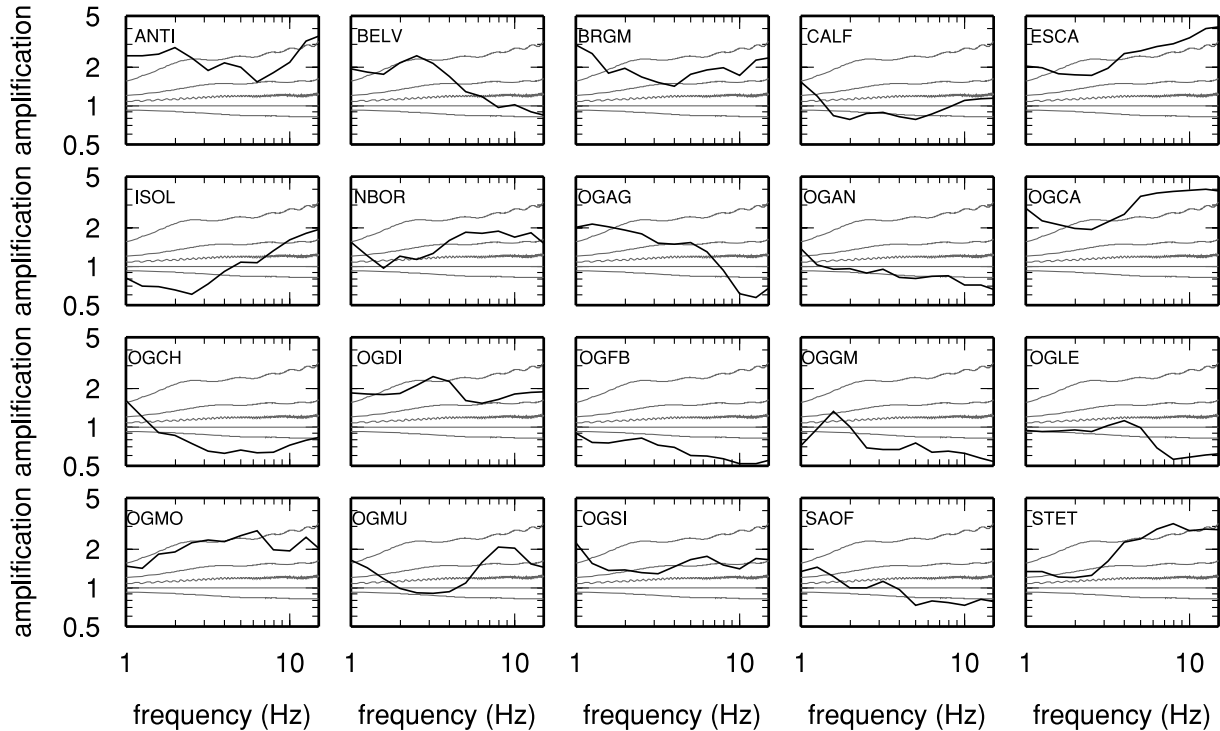 amplification 5 2 1 0.5 ANTI BELV BRGM CALF ESCA
amplification 5 2 1 0.5 ISOL NBOR OGAG OGAN OGCA
amplification 5 2 1 0.5 OGCH OGDI OGFB OGGM OGLE
amplification 5 2 1 0.5 OGMO OGMU OGSI SAOF STET
1 10 1 10 1 10 1 10 1 10
frequency (Hz) frequency (Hz) frequency (Hz) frequency (Hz) frequency (Hz)